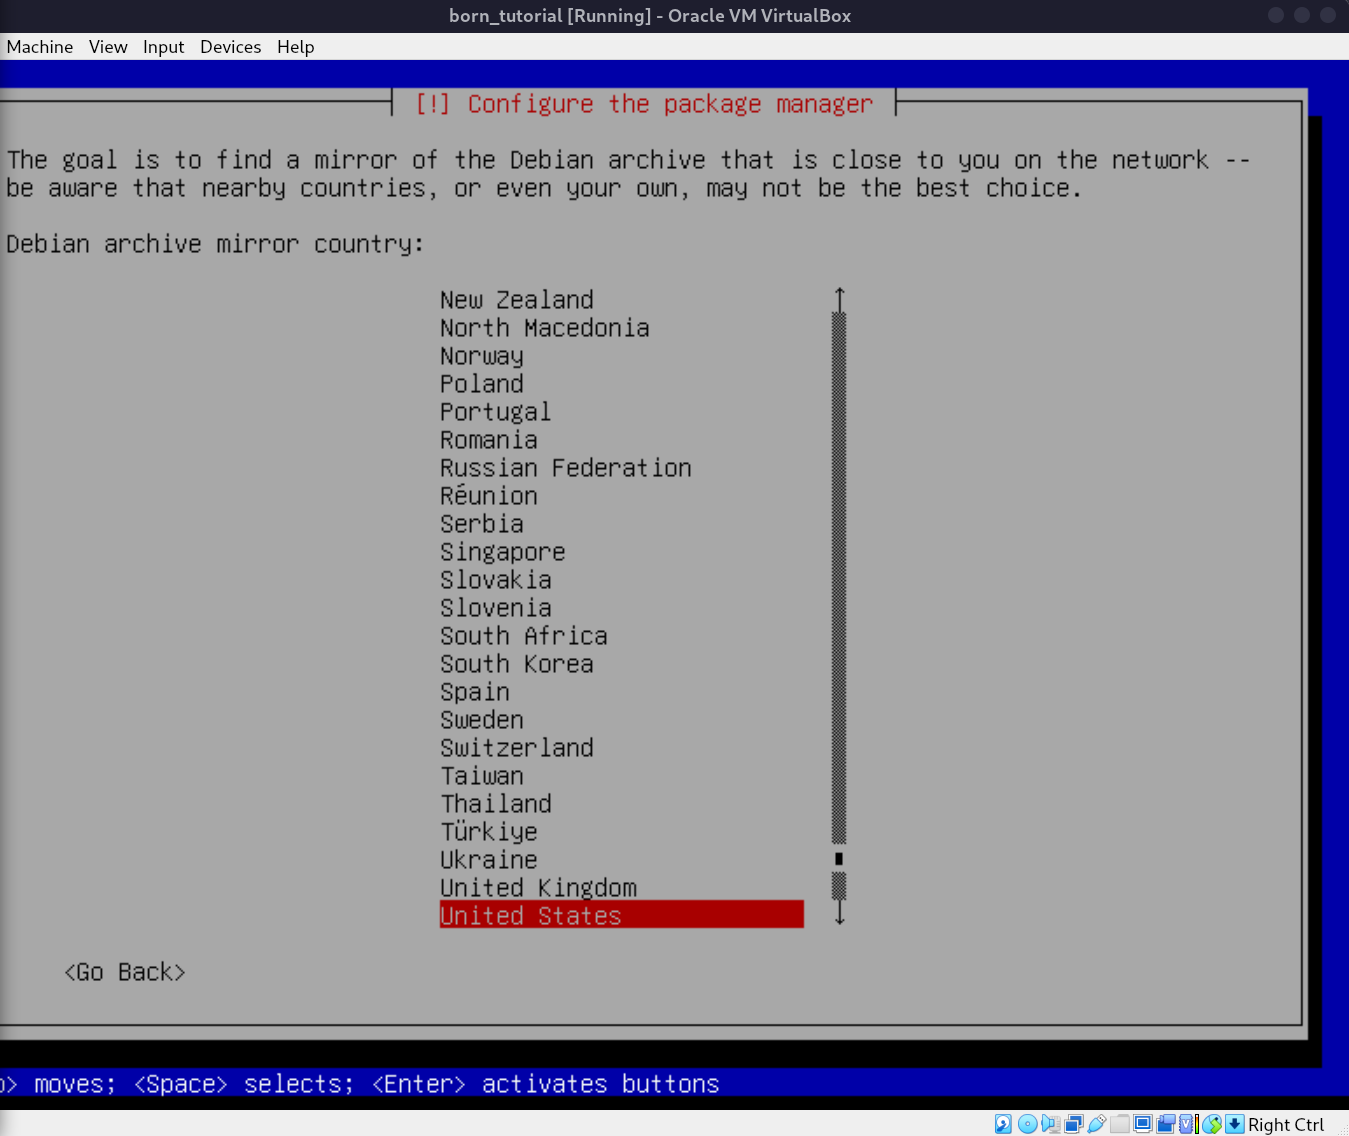 born_tutorial [Running] - Oracle VM VirtualBox
Machine View Input Devices Help
[!] Configure the package manager
The goal is to find a mirror of the Debian archive that is close to you on the network --
be aware that nearby countries, or even your own, may not be the best choice.
Debian archive mirror country:
New Zealand
North Macedonia
Norway
Poland
Portugal
Romania
Russian Federation
Réunion
Serbia
Singapore
Slovakia
Slovenia
South Africa
South Korea
Spain
Sweden
Switzerland
Taiwan
Thailand
Türkiye
Ukraine
United Kingdom
United States
<Go Back>
> moves; <Space> selects; <Enter> activates buttons
Right Ctrl